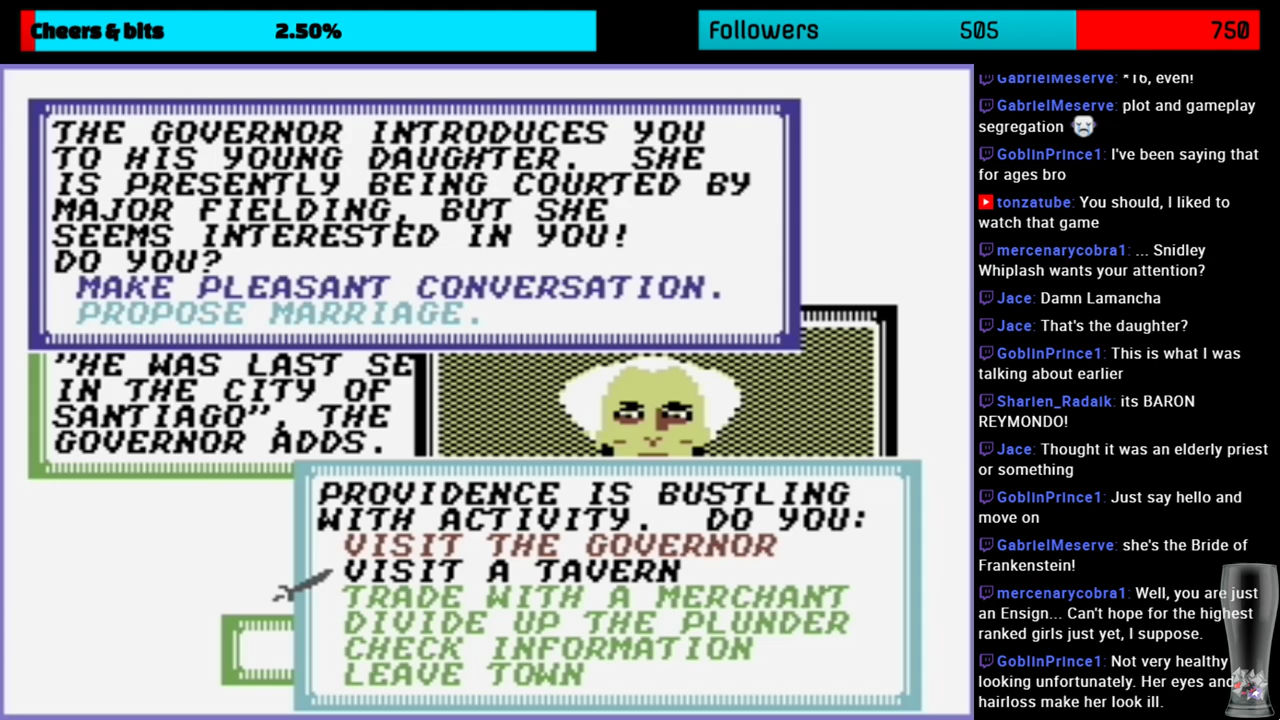 Cheers & bits 2.50%
Followers 505 750
THE GOVERNOR INTRODUCES YOU
TO HIS YOUNG DAUGHTER. SHE
IS PRESENTLY BEING COURTED BY
MAJOR FIELDING, BUT SHE
SEEMS INTERESTED IN YOU!
DO YOU?
MAKE PLEASANT CONVERSATION.
PROPOSE MARRIAGE.
"HE WAS LAST SE
IN THE CITY OF
SANTIAGO", THE
GOVERNOR ADDS.
PROVIDENCE IS BUSTLING
WITH ACTIVITY. DO YOU:
VISIT THE GOVERNOR
VISIT A TAVERN
TRADE WITH A MERCHANT
DIVIDE UP THE PLUNDER
CHECK INFORMATION
LEAVE TOWN
GabrielMeserve: *16, even!
GabrielMeserve: plot and gameplay
segregation
GoblinPrince1: I've been saying that
for ages bro
tonzatube: You should, I liked to
watch that game
mercenarycobra1: ... Snidley
Whiplash wants your attention?
Jace: Damn Lamancha
Jace: That's the daughter?
GoblinPrince1: This is what I was
talking about earlier
Sharien_Radalk: its BARON
REYMONDO!
Jace: Thought it was an elderly priest
or something
GoblinPrince1: Just say hello and
move on
GabrielMeserve: she's the Bride of
Frankenstein!
mercenarycobra1: Well, you are just
an Ensign... Can't hope for the highest
ranked girls just yet, I suppose.
GoblinPrince1: Not very healthy
looking unfortunately. Her eyes and
hairloss make her look ill.